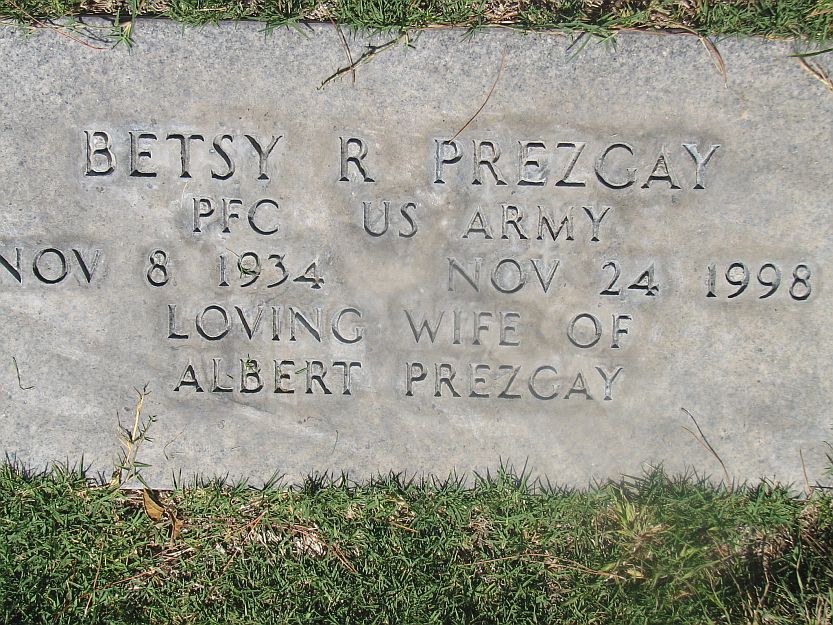 BETSY R PREZGAY
PFC US ARMY
NOV 8 1934 NOV 24 1998
LOVING WIFE OF
ALBERT PREZGAY